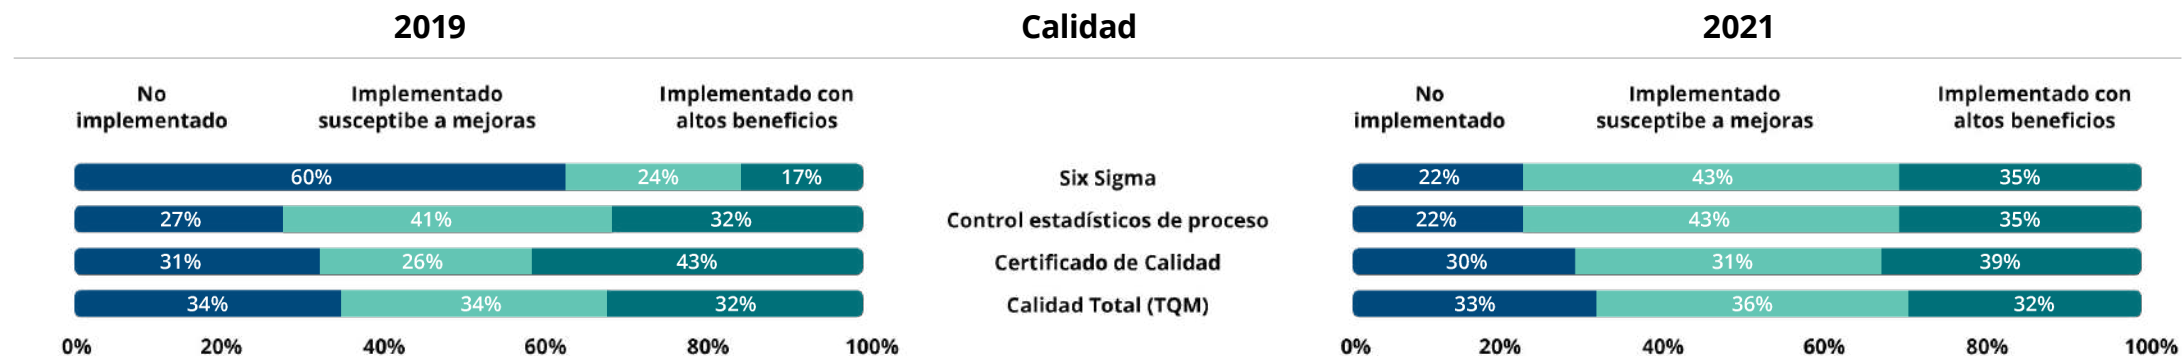 2019 Calidad 2021
No implementado Implementado susceptibe a mejoras Implementado con altos beneficios No implementado Implementado susceptibe a mejoras Implementado con altos beneficios
60% 24% 17% Six Sigma 22% 43% 35%
27% 41% 32% Control estadísticos de proceso 22% 43% 35%
31% 26% 43% Certificado de Calidad 30% 31% 39%
34% 34% 32% Calidad Total (TQM) 33% 36% 32%
0% 20% 40% 60% 80% 100% 0% 20% 40% 60% 80% 100%